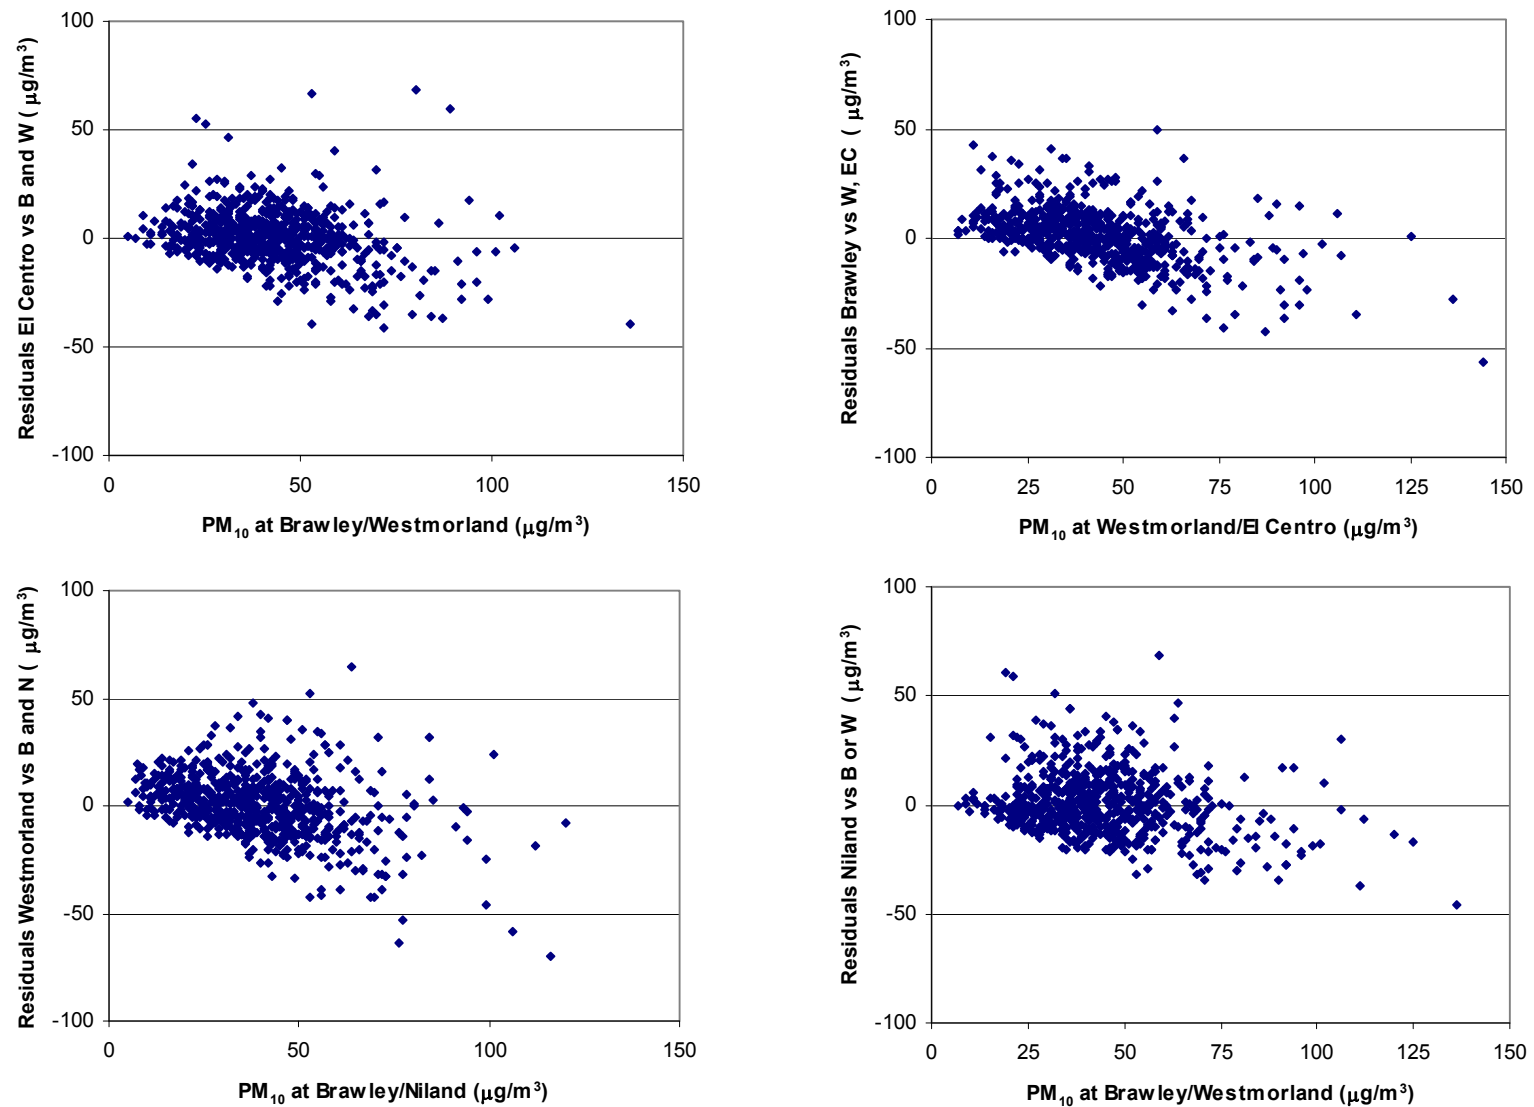 Residuals El Centro vs B and W ( µg/m³)
100
50
0
-50
-100
0 50 100 150
PM₁₀ at Brawley/Westmorland (µg/m³)
Residuals Brawley vs W, EC ( µg/m³)
100
50
0
-50
-100
0 25 50 75 100 125 150
PM₁₀ at Westmorland/El Centro (µg/m³)
Residuals Westmorland vs B and N ( µg/m³)
100
50
0
-50
-100
0 50 100 150
PM₁₀ at Brawley/Niland (µg/m³)
Residuals Niland vs B or W (µg/m³)
100
50
0
-50
-100
0 25 50 75 100 125 150
PM₁₀ at Brawley/Westmorland (µg/m³)